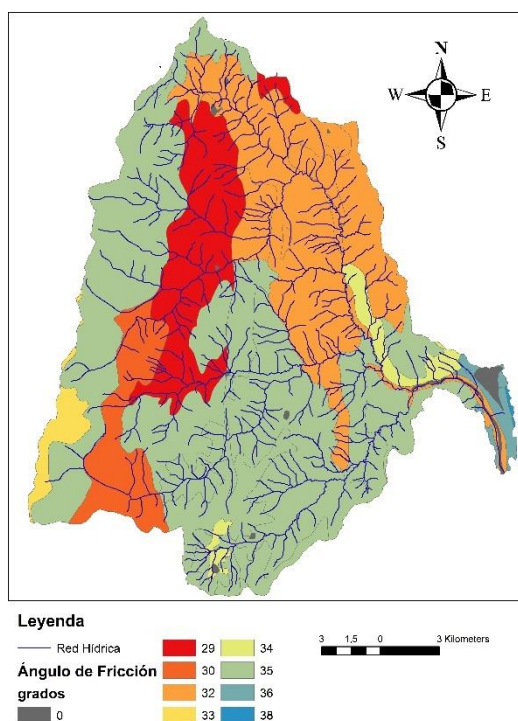 N
W E
S
Leyenda
Red Hídrica
Ángulo de Fricción
grados
0
29
30
32
33
34
35
36
38
3 1,5 0 3 Kilometers